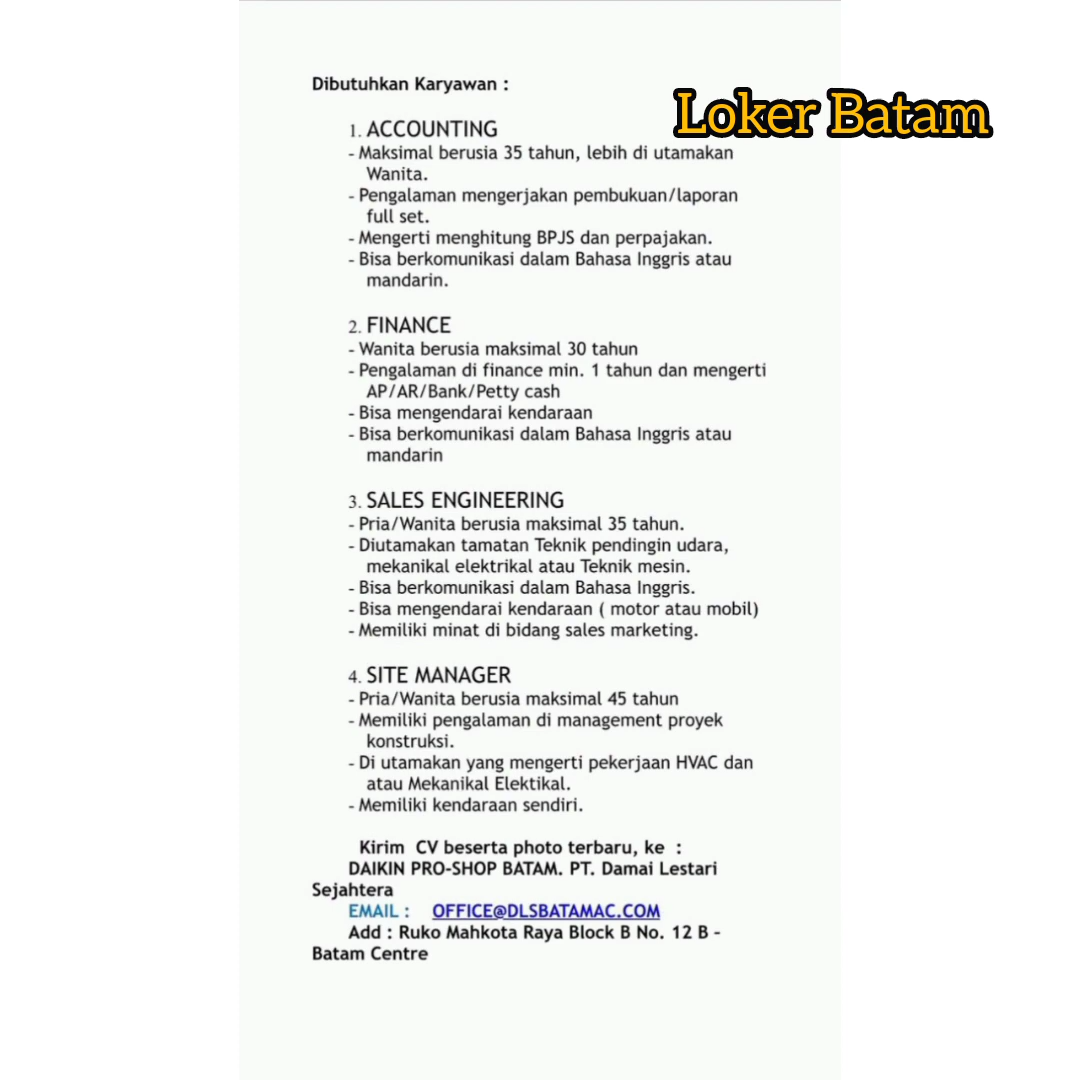 Dibutuhkan Karyawan :
Loker Batam
1. ACCOUNTING
- Maksimal berusia 35 tahun, lebih di utamakan
Wanita.
- Pengalaman mengerjakan pembukuan/laporan
full set.
- Mengerti menghitung BPJS dan perpajakan.
- Bisa berkomunikasi dalam Bahasa Inggris atau
mandarin.
2. FINANCE
- Wanita berusia maksimal 30 tahun
- Pengalaman di finance min. 1 tahun dan mengerti
AP/AR/Bank/Petty cash
- Bisa mengendarai kendaraan
- Bisa berkomunikasi dalam Bahasa Inggris atau
mandarin
3. SALES ENGINEERING
- Pria/Wanita berusia maksimal 35 tahun.
- Diutamakan tamatan Teknik pendingin udara,
mekanikal elektrikal atau Teknik mesin.
- Bisa berkomunikasi dalam Bahasa Inggris.
- Bisa mengendarai kendaraan ( motor atau mobil)
- Memiliki minat di bidang sales marketing.
4. SITE MANAGER
- Pria/Wanita berusia maksimal 45 tahun
- Memiliki pengalaman di management proyek
konstruksi.
- Di utamakan yang mengerti pekerjaan HVAC dan
atau Mekanikal Elektikal.
- Memiliki kendaraan sendiri.
Kirim CV beserta photo terbaru, ke :
DAIKIN PRO-SHOP BATAM. PT. Damai Lestari
Sejahtera
EMAIL : OFFICE@DLSBATAMAC.COM
Add : Ruko Mahkota Raya Block B No. 12 B –
Batam Centre